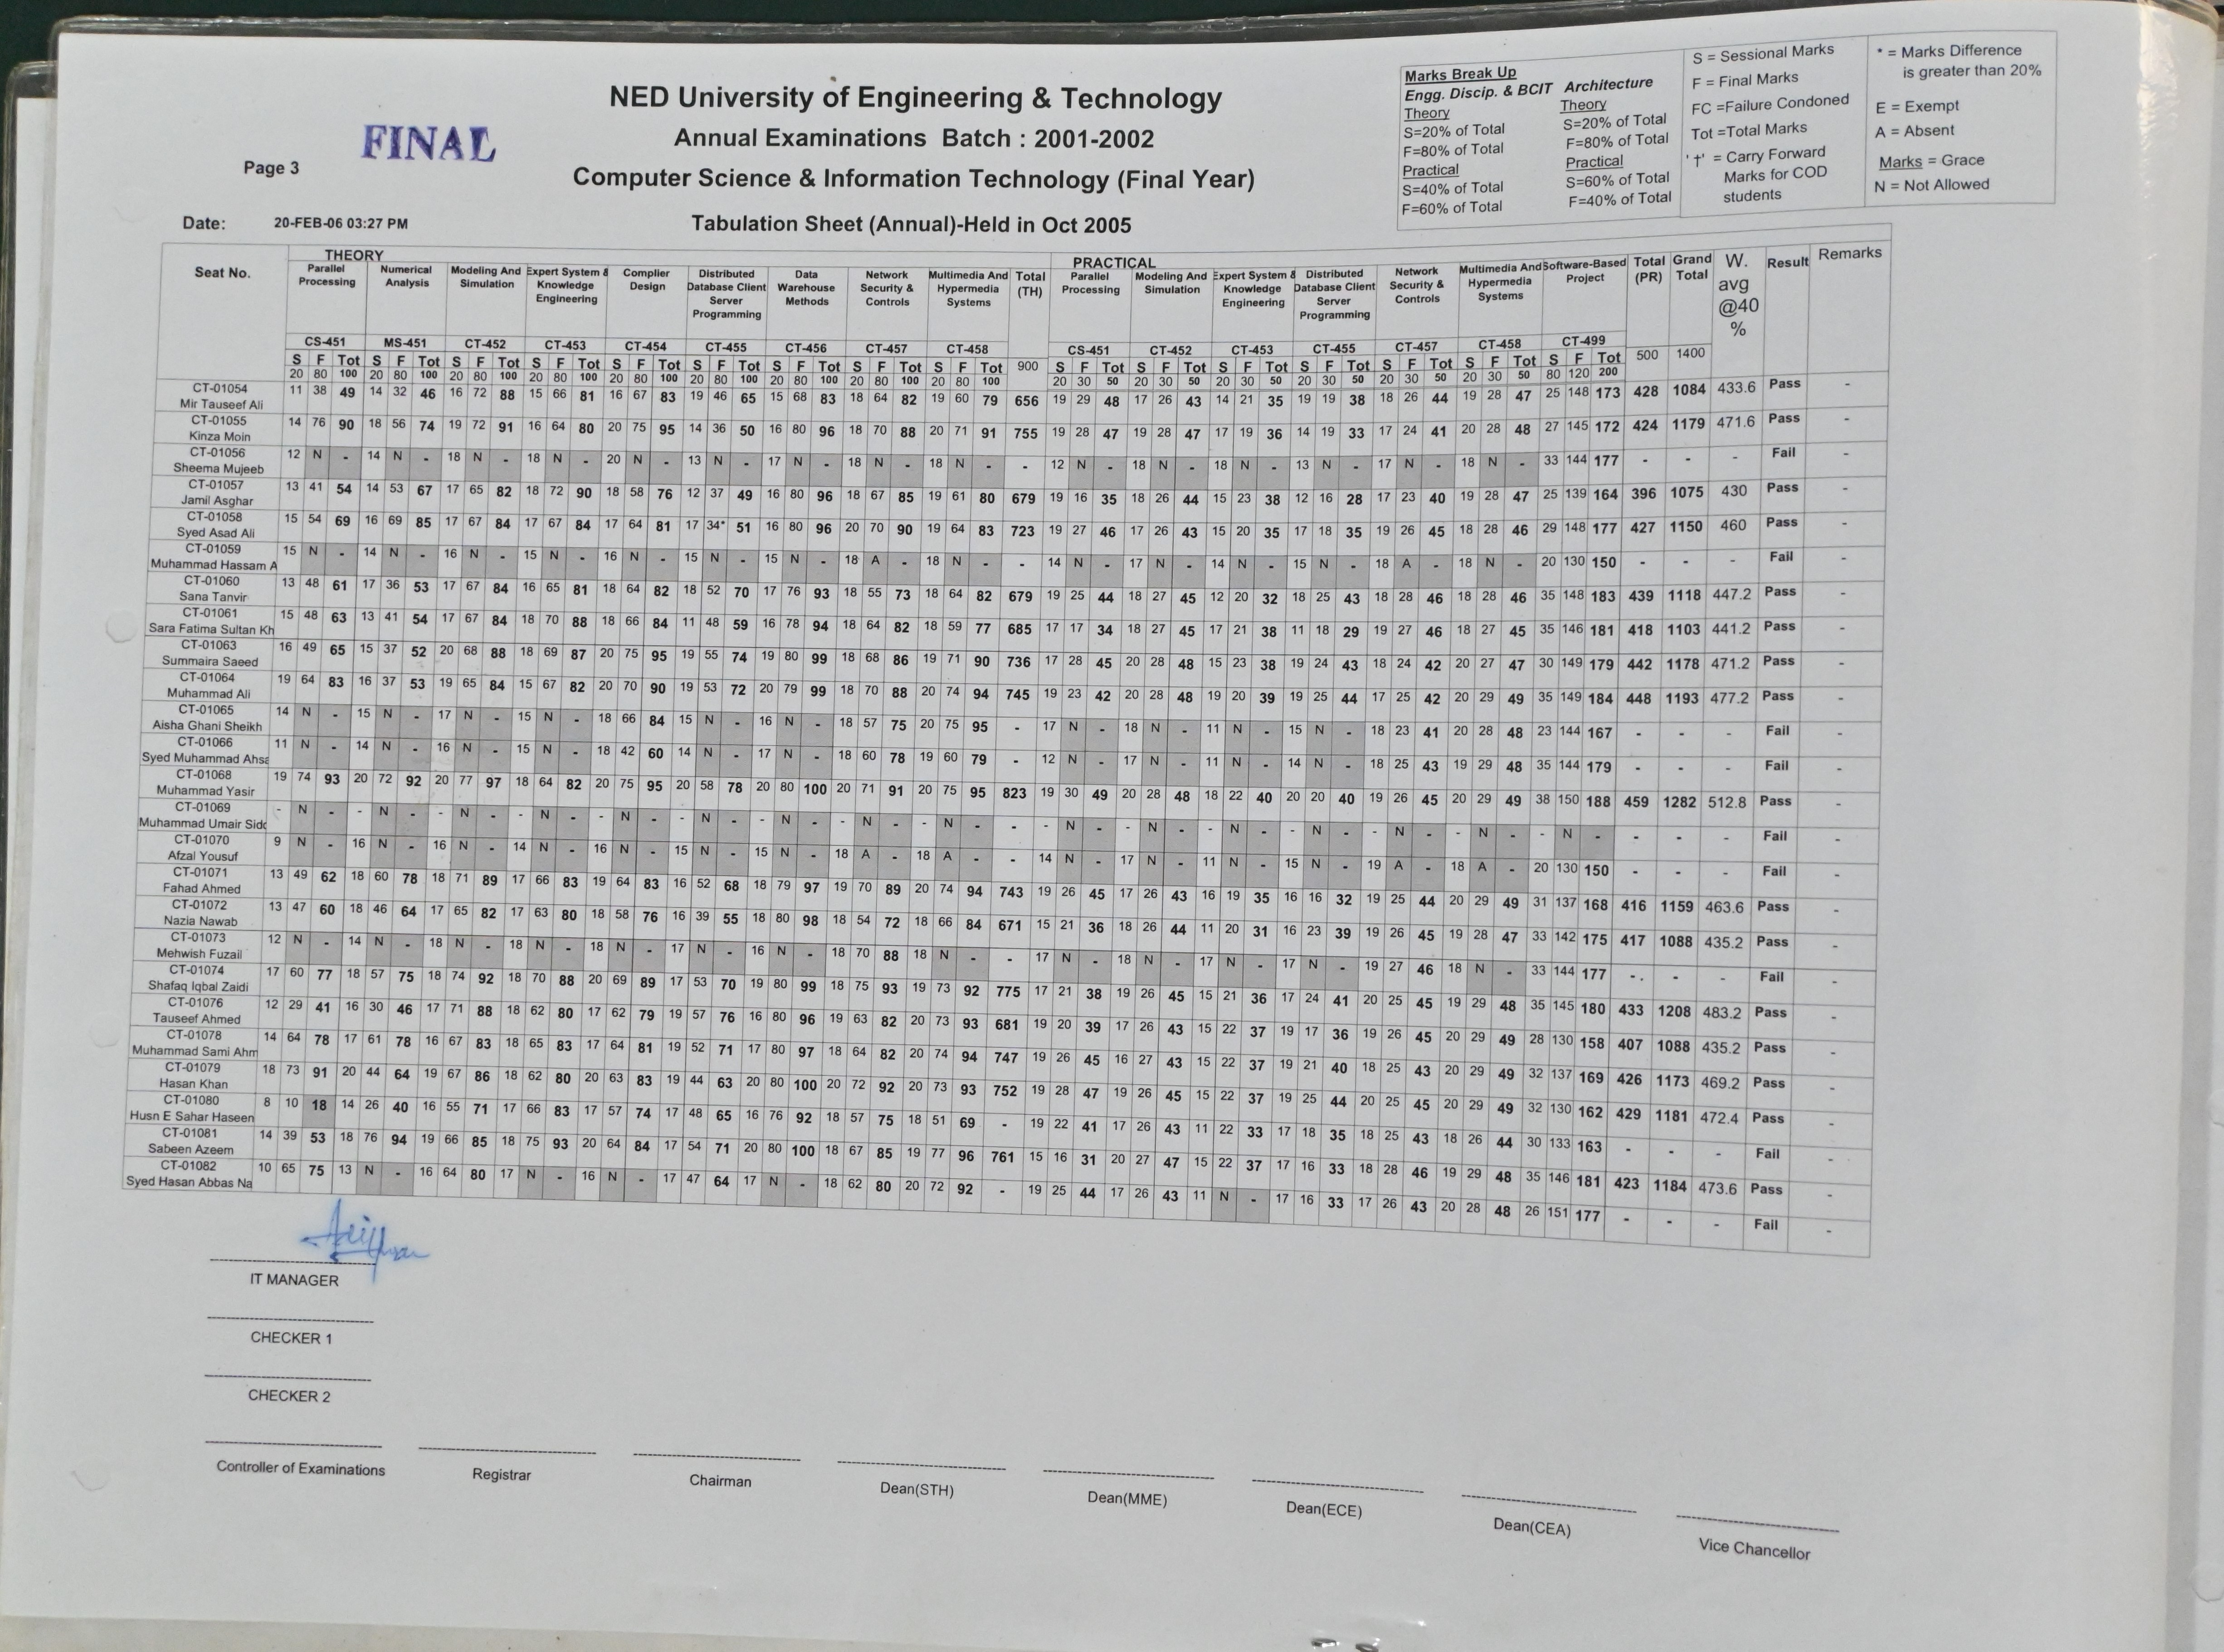 Marks Break Up
Engg. Discip. & BCIT Architecture
Theory Theory
S=20% of Total S=20% of Total
F=80% of Total F=80% of Total
Practical Practical
S=40% of Total S=60% of Total
F=60% of Total F=40% of Total
S = Sessional Marks
F = Final Marks
FC =Failure Condoned
Tot =Total Marks
'†' = Carry Forward
Marks for COD
students
* = Marks Difference
is greater than 20%
E = Exempt
A = Absent
Marks = Grace
N = Not Allowed
NED University of Engineering & Technology
FINAL
Annual Examinations Batch : 2001-2002
Page 3
Computer Science & Information Technology (Final Year)
Date: 20-FEB-06 03:27 PM
Tabulation Sheet (Annual)-Held in Oct 2005
THEORY PRACTICAL
Seat No. Parallel Processing Numerical Analysis Modeling And Simulation Expert System & Knowledge Engineering Complier Design Distributed Database Client Server Programming Data Warehouse Methods Network Security & Controls Multimedia And Hypermedia Systems Total (TH) Parallel Processing Modeling And Simulation Expert System & Knowledge Engineering Distributed Database Client Server Programming Network Security & Controls Multimedia And Hypermedia Systems Software-Based Project Total (PR) Grand Total W. avg @40 % Result Remarks
CS-451 MS-451 CT-452 CT-453 CT-454 CT-455 CT-456 CT-457 CT-458 CS-451 CT-452 CT-453 CT-455 CT-457 CT-458 CT-499
S F Tot S F Tot S F Tot S F Tot S F Tot S F Tot S F Tot S F Tot S F Tot 900 S F Tot S F Tot S F Tot S F Tot S F Tot S F Tot S F Tot 500 1400
20 80 100 20 80 100 20 80 100 20 80 100 20 80 100 20 80 100 20 80 100 20 80 100 20 80 100 20 30 50 20 30 50 20 30 50 20 30 50 20 30 50 20 30 50 80 120 200
CT-01054 11 38 49 14 32 46 16 72 88 15 66 81 16 67 83 19 46 65 15 68 83 18 64 82 19 60 79 656 19 29 48 17 26 43 14 21 35 19 19 38 18 26 44 19 28 47 25 148 173 428 1084 433.6 Pass -
Mir Tauseef Ali
CT-01055 14 76 90 18 56 74 19 72 91 16 64 80 20 75 95 14 36 50 16 80 96 18 70 88 20 71 91 755 19 28 47 19 28 47 17 19 36 14 19 33 17 24 41 20 28 48 27 145 172 424 1179 471.6 Pass -
Kinza Moin
CT-01056 12 N - 14 N - 18 N - 18 N - 20 N - 13 N - 17 N - 18 N - 18 N - - 12 N - 18 N - 18 N - 13 N - 17 N - 18 N - 33 144 177 - - - Fail -
Sheema Mujeeb
CT-01057 13 41 54 14 53 67 17 65 82 18 72 90 18 58 76 12 37 49 16 80 96 18 67 85 19 61 80 679 19 16 35 18 26 44 15 23 38 12 16 28 17 23 40 19 28 47 25 139 164 396 1075 430 Pass -
Jamil Asghar
CT-01058 15 54 69 16 69 85 17 67 84 17 67 84 17 64 81 17 34* 51 16 80 96 20 70 90 19 64 83 723 19 27 46 17 26 43 15 20 35 17 18 35 19 26 45 18 28 46 29 148 177 427 1150 460 Pass -
Syed Asad Ali
CT-01059 15 N - 14 N - 16 N - 15 N - 16 N - 15 N - 15 N - 18 A - 18 N - - 14 N - 17 N - 14 N - 15 N - 18 A - 18 N - 20 130 150 - - - Fail -
Muhammad Hassam A
CT-01060 13 48 61 17 36 53 17 67 84 16 65 81 18 64 82 18 52 70 17 76 93 18 55 73 18 64 82 679 19 25 44 18 27 45 12 20 32 18 25 43 18 28 46 18 28 46 35 148 183 439 1118 447.2 Pass -
Sana Tanvir
CT-01061 15 48 63 13 41 54 17 67 84 18 70 88 18 66 84 11 48 59 16 78 94 18 64 82 18 59 77 685 17 17 34 18 27 45 17 21 38 11 18 29 19 27 46 18 27 45 35 146 181 418 1103 441.2 Pass -
Sara Fatima Sultan Kh
CT-01063 16 49 65 15 37 52 20 68 88 18 69 87 20 75 95 19 55 74 19 80 99 18 68 86 19 71 90 736 17 28 45 20 28 48 15 23 38 19 24 43 18 24 42 20 27 47 30 149 179 442 1178 471.2 Pass -
Summaira Saeed
CT-01064 19 64 83 16 37 53 19 65 84 15 67 82 20 70 90 19 53 72 20 79 99 18 70 88 20 74 94 745 19 23 42 20 28 48 19 20 39 19 25 44 17 25 42 20 29 49 35 149 184 448 1193 477.2 Pass -
Muhammad Ali
CT-01065 14 N - 15 N - 17 N - 15 N - 18 66 84 15 N - 16 N - 18 57 75 20 75 95 - 17 N - 18 N - 11 N - 15 N - 18 23 41 20 28 48 23 144 167 - - - Fail -
Aisha Ghani Sheikh
CT-01066 11 N - 14 N - 16 N - 15 N - 18 42 60 14 N - 17 N - 18 60 78 19 60 79 - 12 N - 17 N - 11 N - 14 N - 18 25 43 19 29 48 35 144 179 - - - Fail -
Syed Muhammad Ahsa
CT-01068 19 74 93 20 72 92 20 77 97 18 64 82 20 75 95 20 58 78 20 80 100 20 71 91 20 75 95 823 19 30 49 20 28 48 18 22 40 20 20 40 19 26 45 20 29 49 38 150 188 459 1282 512.8 Pass -
Muhammad Yasir
CT-01069 - N - - N - - N - - N - - N - - N - - N - - N - - N - - - N - - N - - N - - N - - N - - N - - N - - - - Fail -
Muhammad Umair Sidd
CT-01070 9 N - 16 N - 16 N - 14 N - 16 N - 15 N - 15 N - 18 A - 18 A - - 14 N - 17 N - 11 N - 15 N - 19 A - 18 A - 20 130 150 - - - Fail -
Afzal Yousuf
CT-01071 13 49 62 18 60 78 18 71 89 17 66 83 19 64 83 16 52 68 18 79 97 19 70 89 20 74 94 743 19 26 45 17 26 43 16 19 35 16 16 32 19 25 44 20 29 49 31 137 168 416 1159 463.6 Pass -
Fahad Ahmed
CT-01072 13 47 60 18 46 64 17 65 82 17 63 80 18 58 76 16 39 55 18 80 98 18 54 72 18 66 84 671 15 21 36 18 26 44 11 20 31 16 23 39 19 26 45 19 28 47 33 142 175 417 1088 435.2 Pass -
Nazia Nawab
CT-01073 12 N - 14 N - 18 N - 18 N - 18 N - 17 N - 16 N - 18 70 88 18 N - - 17 N - 18 N - 17 N - 17 N - 19 27 46 18 N - 33 144 177 - - - Fail -
Mehwish Fuzail
CT-01074 17 60 77 18 57 75 18 74 92 18 70 88 20 69 89 17 53 70 19 80 99 18 75 93 19 73 92 775 17 21 38 19 26 45 15 21 36 17 24 41 20 25 45 19 29 48 35 145 180 433 1208 483.2 Pass -
Shafaq Iqbal Zaidi
CT-01076 12 29 41 16 30 46 17 71 88 18 62 80 17 62 79 19 57 76 16 80 96 19 63 82 20 73 93 681 19 20 39 17 26 43 15 22 37 19 17 36 19 26 45 20 29 49 28 130 158 407 1088 435.2 Pass -
Tauseef Ahmed
CT-01078 14 64 78 17 61 78 16 67 83 18 65 83 17 64 81 19 52 71 17 80 97 18 64 82 20 74 94 747 19 26 45 16 27 43 15 22 37 19 21 40 18 25 43 20 29 49 32 137 169 426 1173 469.2 Pass -
Muhammad Sami Ahm
CT-01079 18 73 91 20 44 64 19 67 86 18 62 80 20 63 83 19 44 63 20 80 100 20 72 92 20 73 93 752 19 28 47 19 26 45 15 22 37 19 25 44 20 25 45 20 29 49 32 130 162 429 1181 472.4 Pass -
Hasan Khan
CT-01080 8 10 18 14 26 40 16 55 71 17 66 83 17 57 74 17 48 65 16 76 92 18 57 75 18 51 69 - 19 22 41 17 26 43 11 22 33 17 18 35 18 25 43 18 26 44 30 133 163 - - - Fail -
Husn E Sahar Haseen
CT-01081 14 39 53 18 76 94 19 66 85 18 75 93 20 64 84 17 54 71 20 80 100 18 67 85 19 77 96 761 15 16 31 20 27 47 15 22 37 17 16 33 18 28 46 19 29 48 35 146 181 423 1184 473.6 Pass -
Sabeen Azeem
CT-01082 10 65 75 13 N - 16 64 80 17 N - 16 N - 17 47 64 17 N - 18 62 80 20 72 92 - 19 25 44 17 26 43 11 N - 17 16 33 17 26 43 20 28 48 26 151 177 - - - Fail -
Syed Hasan Abbas Na
IT MANAGER
CHECKER 1
CHECKER 2
Controller of Examinations Registrar Chairman Dean(STH) Dean(MME) Dean(ECE) Dean(CEA) Vice Chancellor